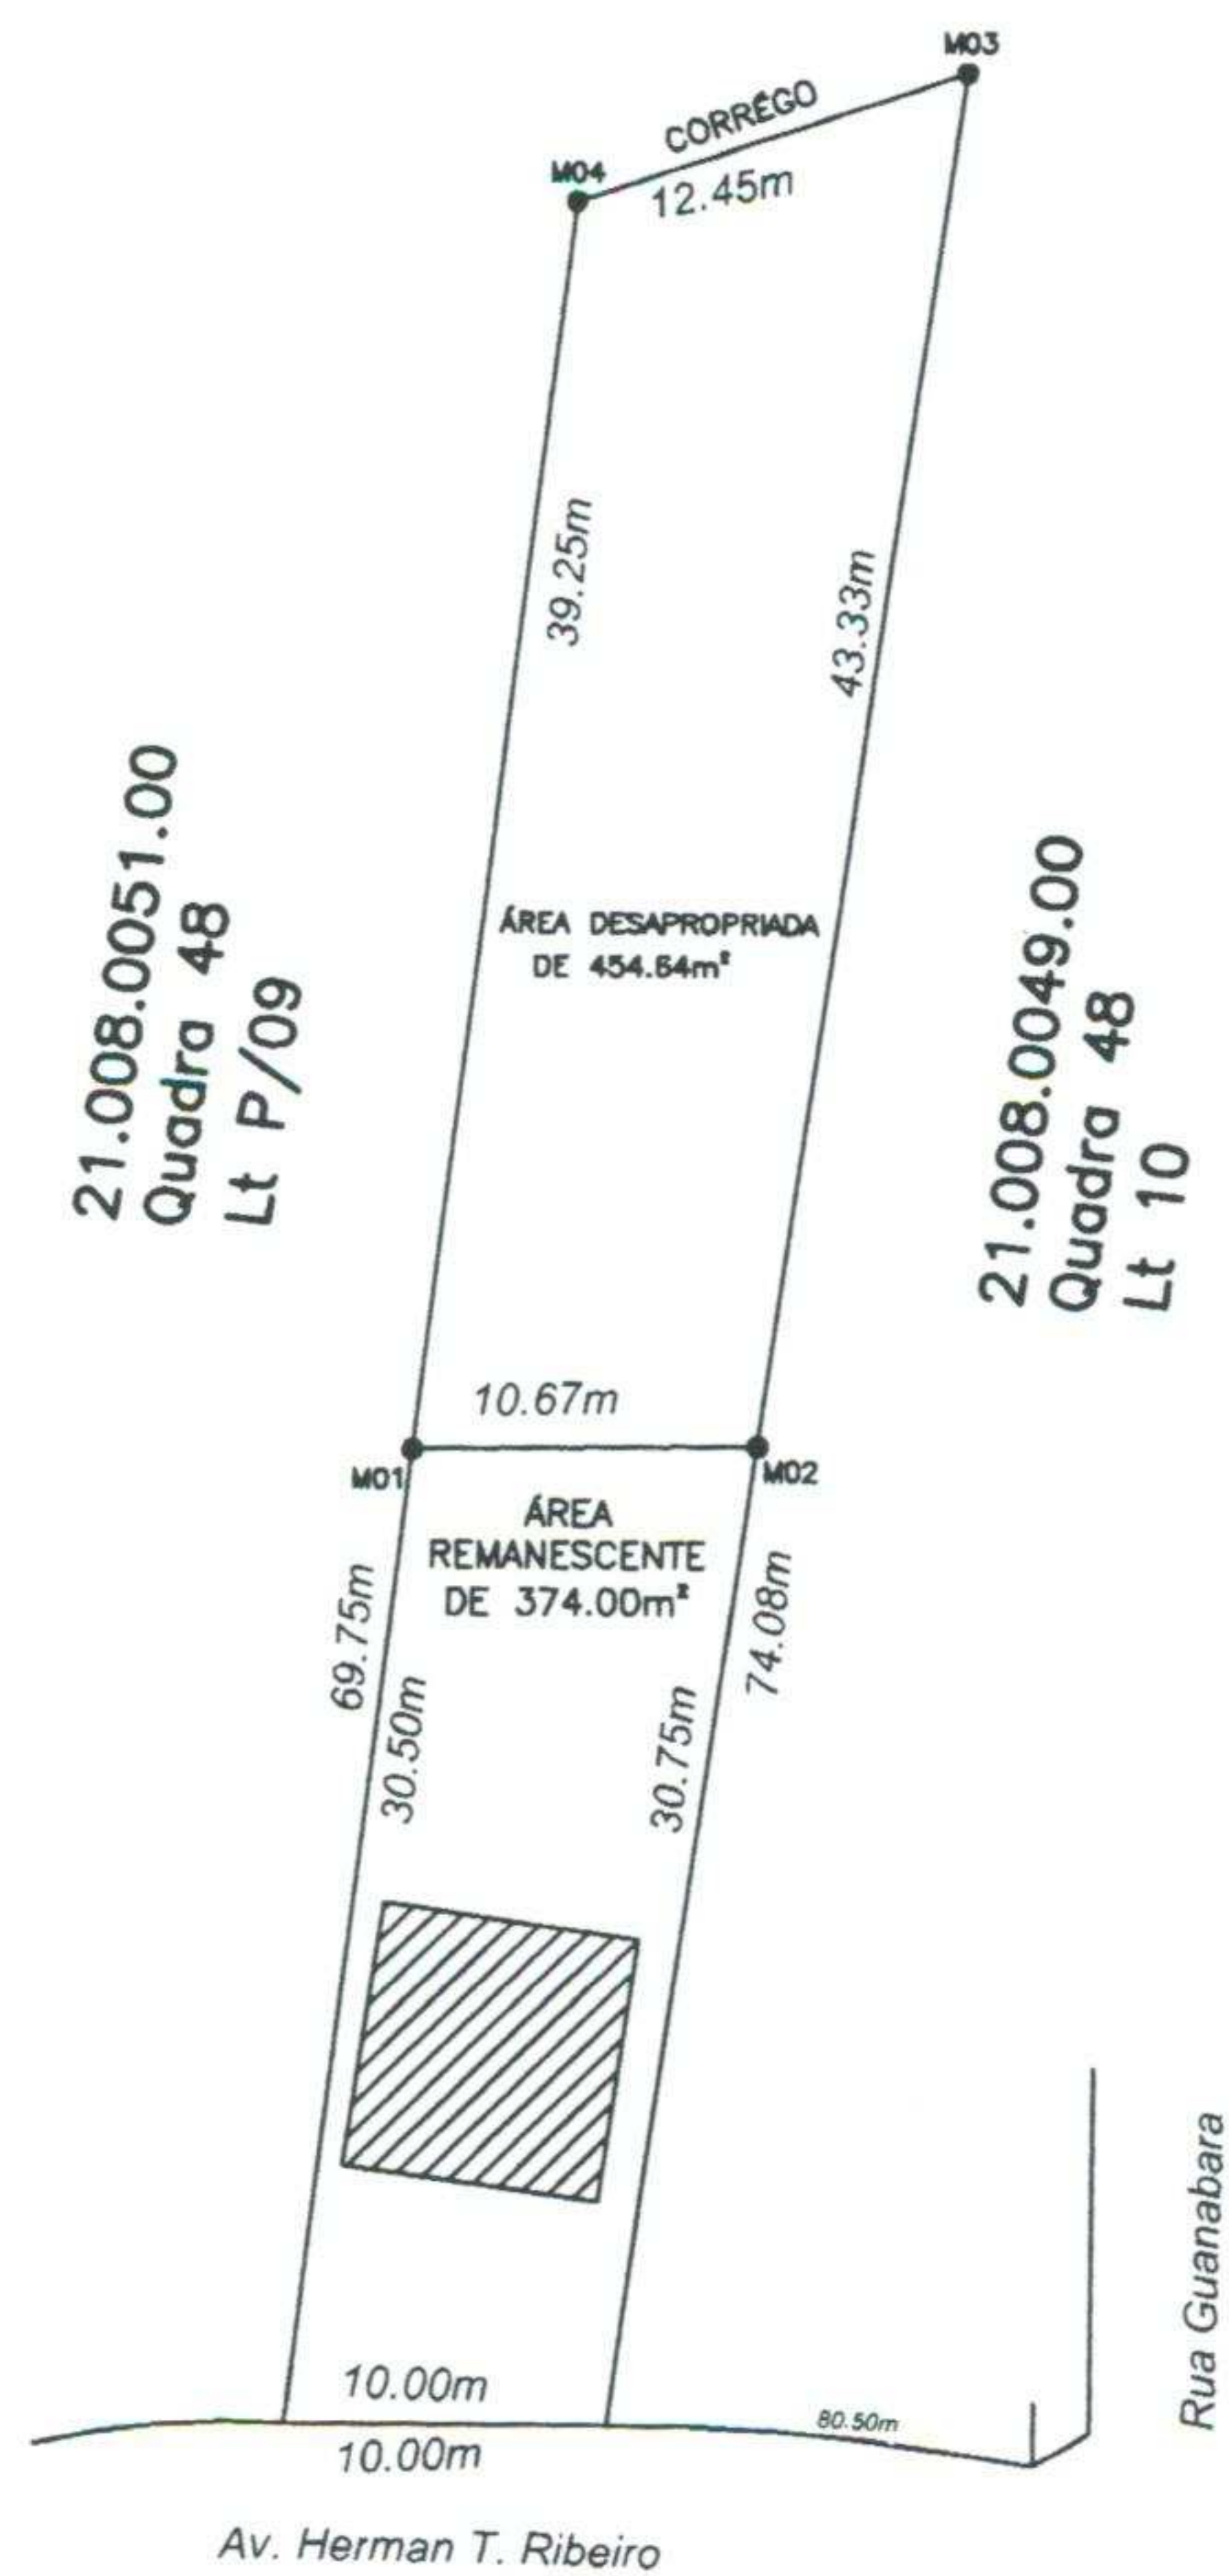 M03
CORRÉGO
M04
12.45m
39.25m
43.33m
21.008.0051.00
Quadra 48
Lt P/09
ÁREA DESAPROPRIADA
DE 454.64m²
21.008.0049.00
Quadra 48
Lt 10
10.67m
M01
M02
ÁREA
REMANESCENTE
DE 374.00m²
69.75m
74.08m
30.50m
30.75m
10.00m
80.50m
10.00m
Rua Guanabara
Av. Herman T. Ribeiro